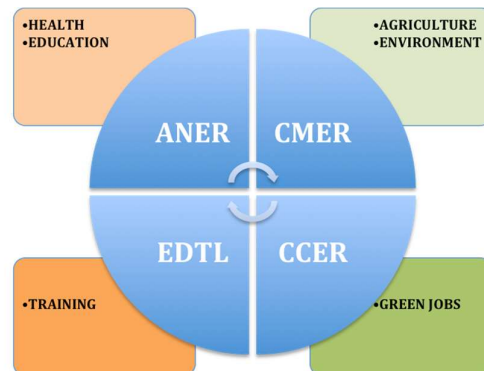 •HEALTH
•EDUCATION
•AGRICULTURE
•ENVIRONMENT
ANER
CMER
EDTL
CCER
•TRAINING
•GREEN JOBS